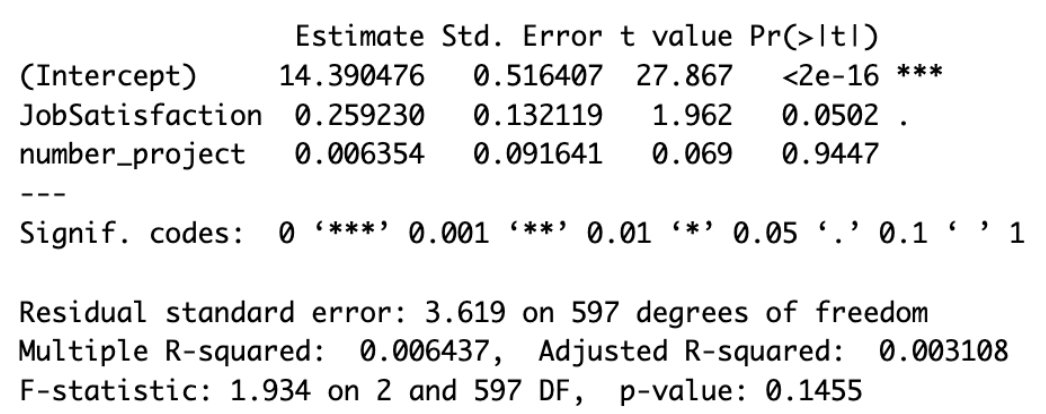 Estimate Std. Error t value Pr(>|t|)
(Intercept) 14.390476 0.516407 27.867 <2e-16 ***
JobSatisfaction 0.259230 0.132119 1.962 0.0502 .
number_project 0.006354 0.091641 0.069 0.9447
---
Signif. codes: 0 ‘***’ 0.001 ‘**’ 0.01 ‘*’ 0.05 ‘.’ 0.1 ‘ ’ 1
Residual standard error: 3.619 on 597 degrees of freedom
Multiple R-squared: 0.006437, Adjusted R-squared: 0.003108
F-statistic: 1.934 on 2 and 597 DF, p-value: 0.1455